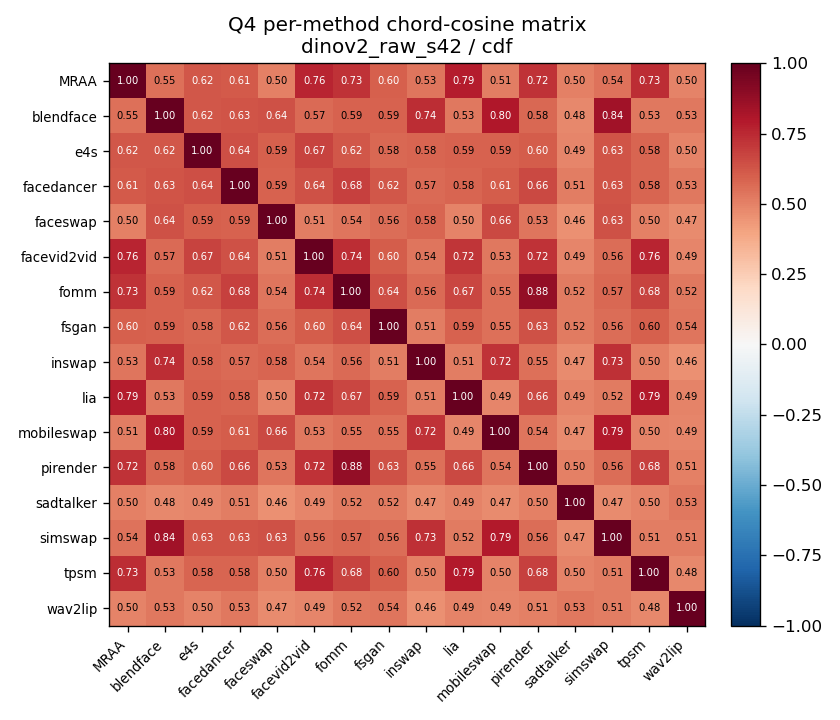 Q4 per-method chord-cosine matrix
dinov2_raw_s42 / cdf
MRAA 1.00 0.55 0.62 0.61 0.50 0.76 0.73 0.60 0.53 0.79 0.51 0.72 0.50 0.54 0.73 0.50
blendface 0.55 1.00 0.62 0.63 0.64 0.57 0.59 0.59 0.74 0.53 0.80 0.58 0.48 0.84 0.53 0.53
e4s 0.62 0.62 1.00 0.64 0.59 0.67 0.62 0.58 0.58 0.59 0.59 0.60 0.49 0.63 0.58 0.50
facedancer 0.61 0.63 0.64 1.00 0.59 0.64 0.68 0.62 0.57 0.58 0.61 0.66 0.51 0.63 0.58 0.53
faceswap 0.50 0.64 0.59 0.59 1.00 0.51 0.54 0.56 0.58 0.50 0.66 0.53 0.46 0.63 0.50 0.47
facevid2vid 0.76 0.57 0.67 0.64 0.51 1.00 0.74 0.60 0.54 0.72 0.53 0.72 0.49 0.56 0.76 0.49
fomm 0.73 0.59 0.62 0.68 0.54 0.74 1.00 0.64 0.56 0.67 0.55 0.88 0.52 0.57 0.68 0.52
fsgan 0.60 0.59 0.58 0.62 0.56 0.60 0.64 1.00 0.51 0.59 0.55 0.63 0.52 0.56 0.60 0.54
inswap 0.53 0.74 0.58 0.57 0.58 0.54 0.56 0.51 1.00 0.51 0.72 0.55 0.47 0.73 0.50 0.46
lia 0.79 0.53 0.59 0.58 0.50 0.72 0.67 0.59 0.51 1.00 0.49 0.66 0.49 0.52 0.79 0.49
mobileswap 0.51 0.80 0.59 0.61 0.66 0.53 0.55 0.55 0.72 0.49 1.00 0.54 0.47 0.79 0.50 0.49
pirender 0.72 0.58 0.60 0.66 0.53 0.72 0.88 0.63 0.55 0.66 0.54 1.00 0.50 0.56 0.68 0.51
sadtalker 0.50 0.48 0.49 0.51 0.46 0.49 0.52 0.52 0.47 0.49 0.47 0.50 1.00 0.47 0.50 0.53
simswap 0.54 0.84 0.63 0.63 0.63 0.56 0.57 0.56 0.73 0.52 0.79 0.56 0.47 1.00 0.51 0.51
tpsm 0.73 0.53 0.58 0.58 0.50 0.76 0.68 0.60 0.50 0.79 0.50 0.68 0.50 0.51 1.00 0.48
wav2lip 0.50 0.53 0.50 0.53 0.47 0.49 0.52 0.54 0.46 0.49 0.49 0.51 0.53 0.51 0.48 1.00
MRAA blendface e4s facedancer faceswap facevid2vid fomm fsgan inswap lia mobileswap pirender sadtalker simswap tpsm wav2lip
1.00
0.75
0.50
0.25
0.00
−0.25
−0.50
−0.75
−1.00